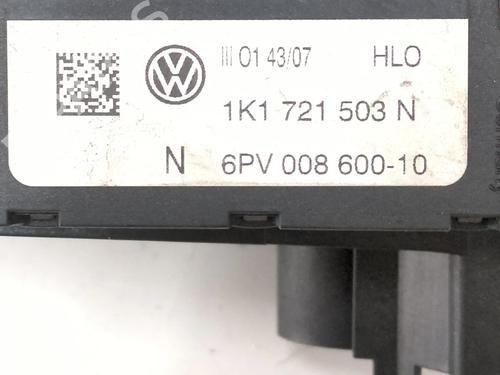 III 01 43/07 HLO
1K1 721 503 N
N 6PV 008 600-10